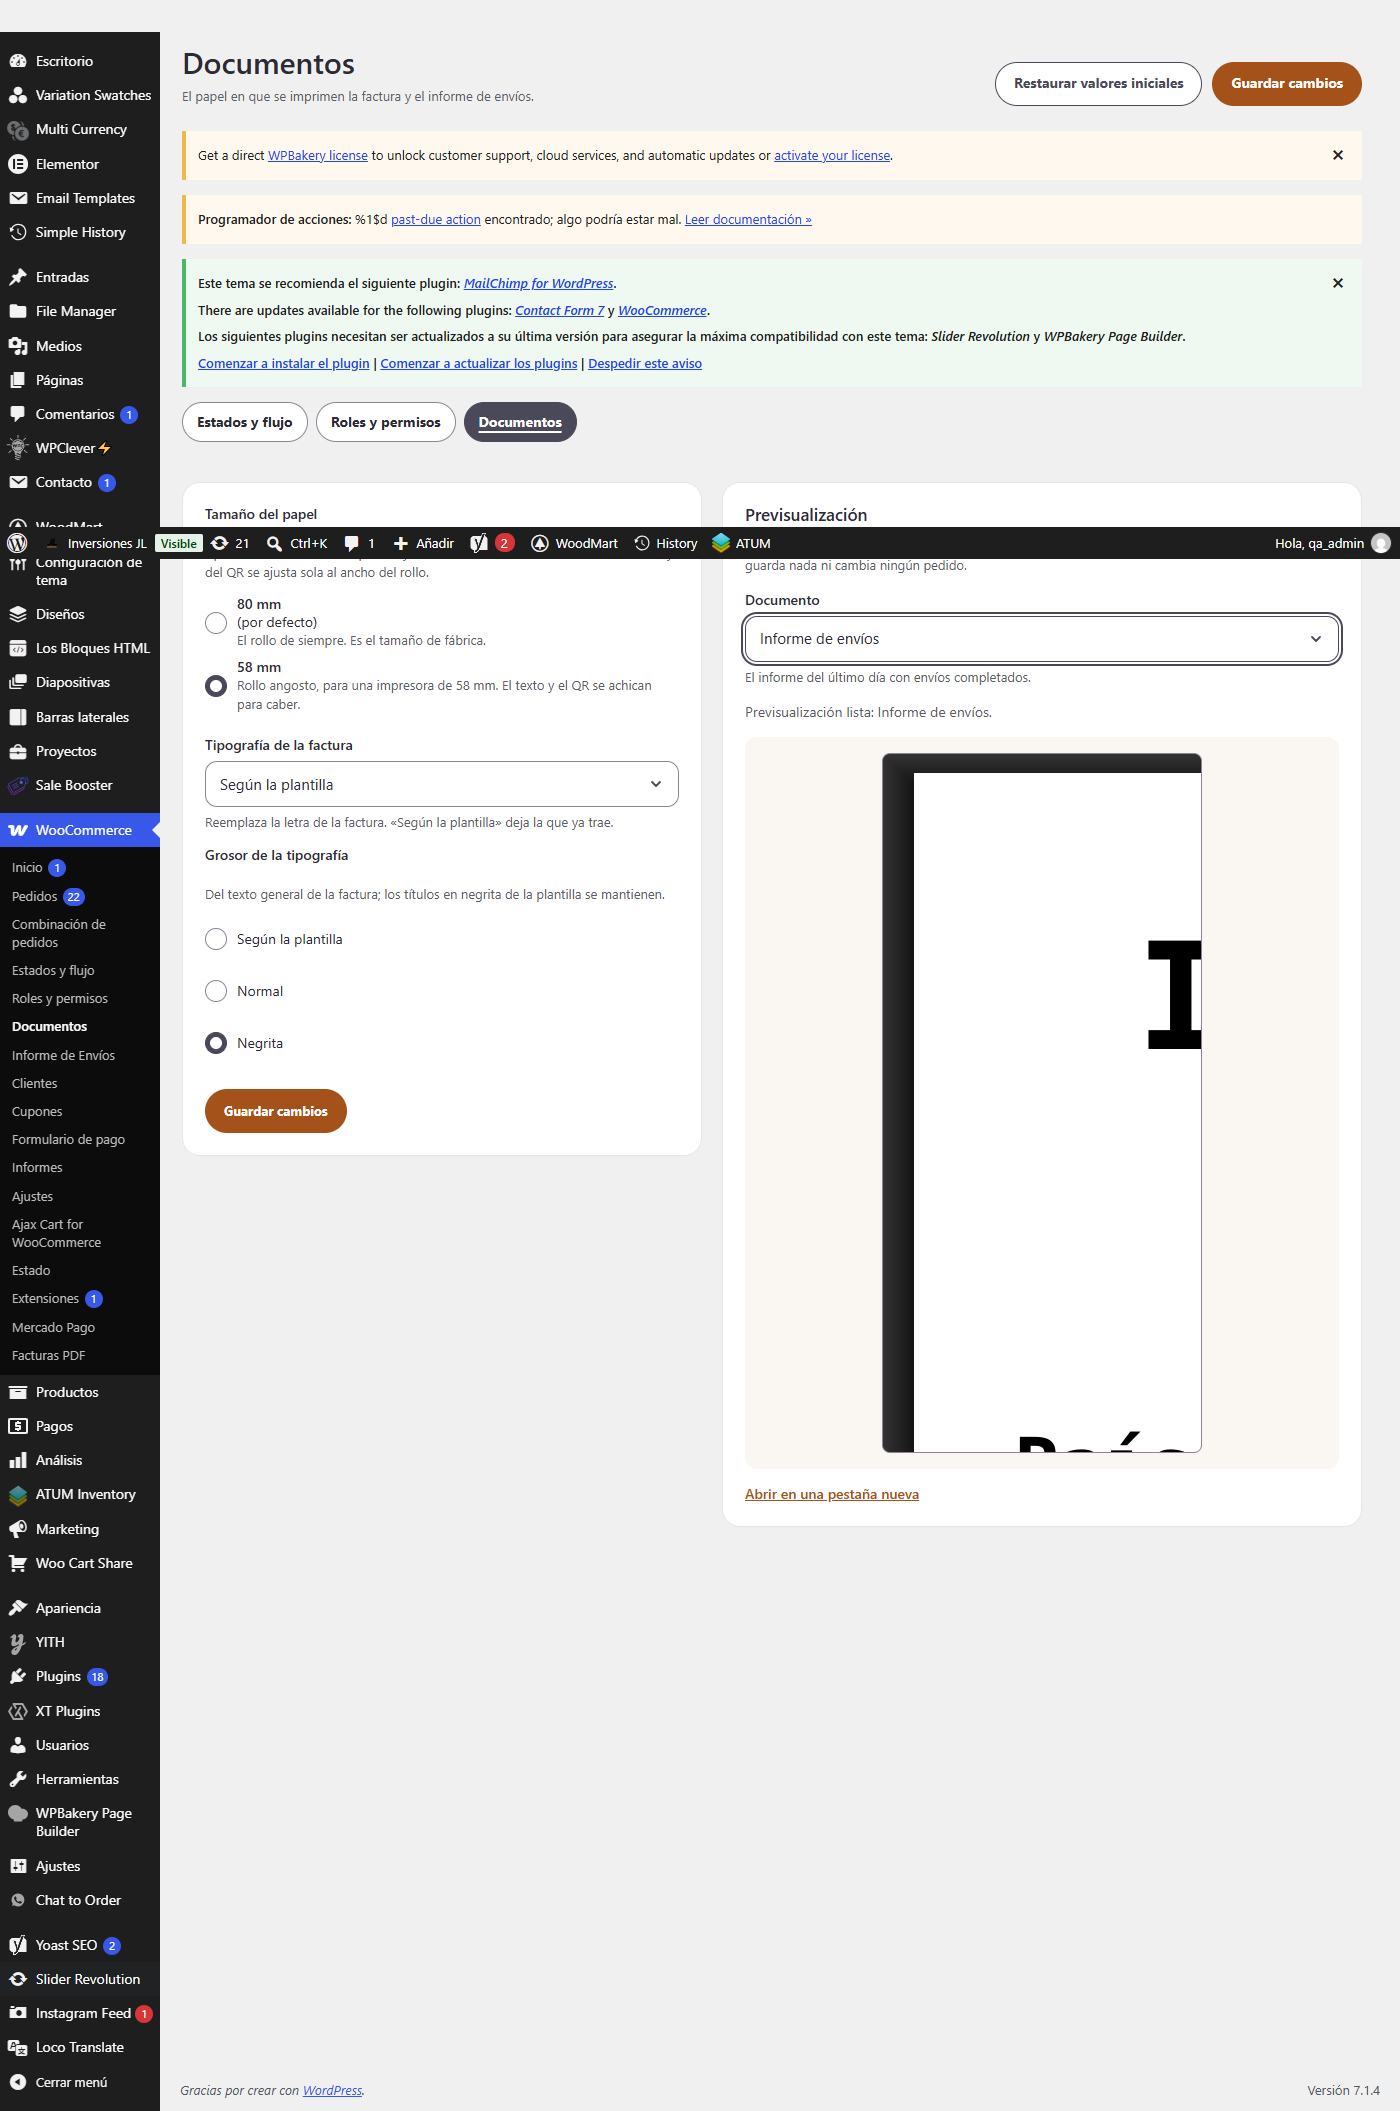 Documentos
El papel en que se imprimen la factura y el informe de envíos.
Restaurar valores iniciales
Guardar cambios
Get a direct WPBakery license to unlock customer support, cloud services, and automatic updates or activate your license.
Programador de acciones: %1$d past-due action encontrado; algo podría estar mal. Leer documentación »
Este tema se recomienda el siguiente plugin: MailChimp for WordPress.
There are updates available for the following plugins: Contact Form 7 y WooCommerce.
Los siguientes plugins necesitan ser actualizados a su última versión para asegurar la máxima compatibilidad con este tema: Slider Revolution y WPBakery Page Builder.
Comenzar a instalar el plugin | Comenzar a actualizar los plugins | Despedir este aviso
Estados y flujo
Roles y permisos
Documentos
Escritorio
Variation Swatches
Multi Currency
Elementor
Email Templates
Simple History
Entradas
File Manager
Medios
Páginas
Comentarios 1
WPClever
Contacto 1
WoodMart
Inversiones JL
Visible
21
Ctrl+K
1
Añadir
2
WoodMart
History
ATUM
Hola, qa_admin
Configuración de
tema
Diseños
Los Bloques HTML
Diapositivas
Barras laterales
Proyectos
Sale Booster
WooCommerce
Inicio 1
Pedidos 22
Combinación de
pedidos
Estados y flujo
Roles y permisos
Documentos
Informe de Envíos
Clientes
Cupones
Formulario de pago
Informes
Ajustes
Ajax Cart for
WooCommerce
Estado
Extensiones 1
Mercado Pago
Facturas PDF
Productos
Pagos
Análisis
ATUM Inventory
Marketing
Woo Cart Share
Apariencia
YITH
Plugins 18
XT Plugins
Usuarios
Herramientas
WPBakery Page
Builder
Ajustes
Chat to Order
Yoast SEO 2
Slider Revolution
Instagram Feed 1
Loco Translate
Cerrar menú
Tamaño del papel
del QR se ajusta sola al ancho del rollo.
80 mm
(por defecto)
El rollo de siempre. Es el tamaño de fábrica.
58 mm
Rollo angosto, para una impresora de 58 mm. El texto y el QR se achican
para caber.
Tipografía de la factura
Según la plantilla
Reemplaza la letra de la factura. «Según la plantilla» deja la que ya trae.
Grosor de la tipografía
Del texto general de la factura; los títulos en negrita de la plantilla se mantienen.
Según la plantilla
Normal
Negrita
Guardar cambios
Previsualización
guarda nada ni cambia ningún pedido.
Documento
Informe de envíos
El informe del último día con envíos completados.
Previsualización lista: Informe de envíos.
I
Abrir en una pestaña nueva
Gracias por crear con WordPress.
Versión 7.1.4